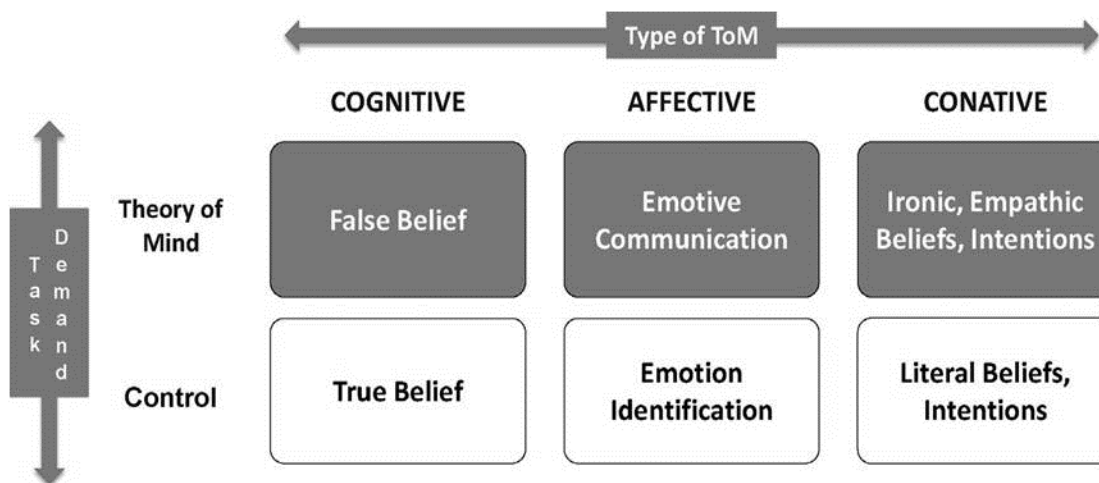 Type of ToM
COGNITIVE
AFFECTIVE
CONATIVE
Task
Demand
Theory of
Mind
False Belief
Emotive
Communication
Ironic, Empathic
Beliefs, Intentions
Control
True Belief
Emotion
Identification
Literal Beliefs,
Intentions